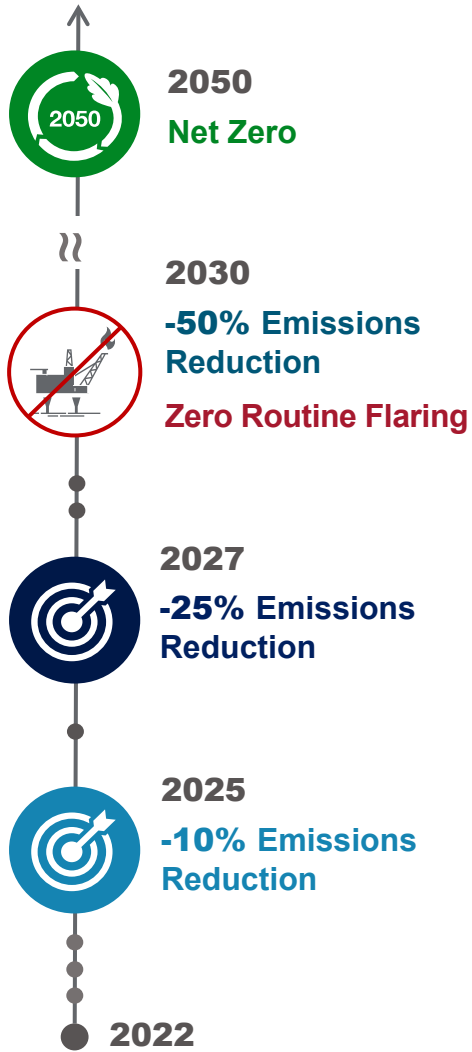 2050
2050
Net Zero
2030
-50% Emissions
Reduction
Zero Routine Flaring
2027
-25% Emissions
Reduction
2025
-10% Emissions
Reduction
2022